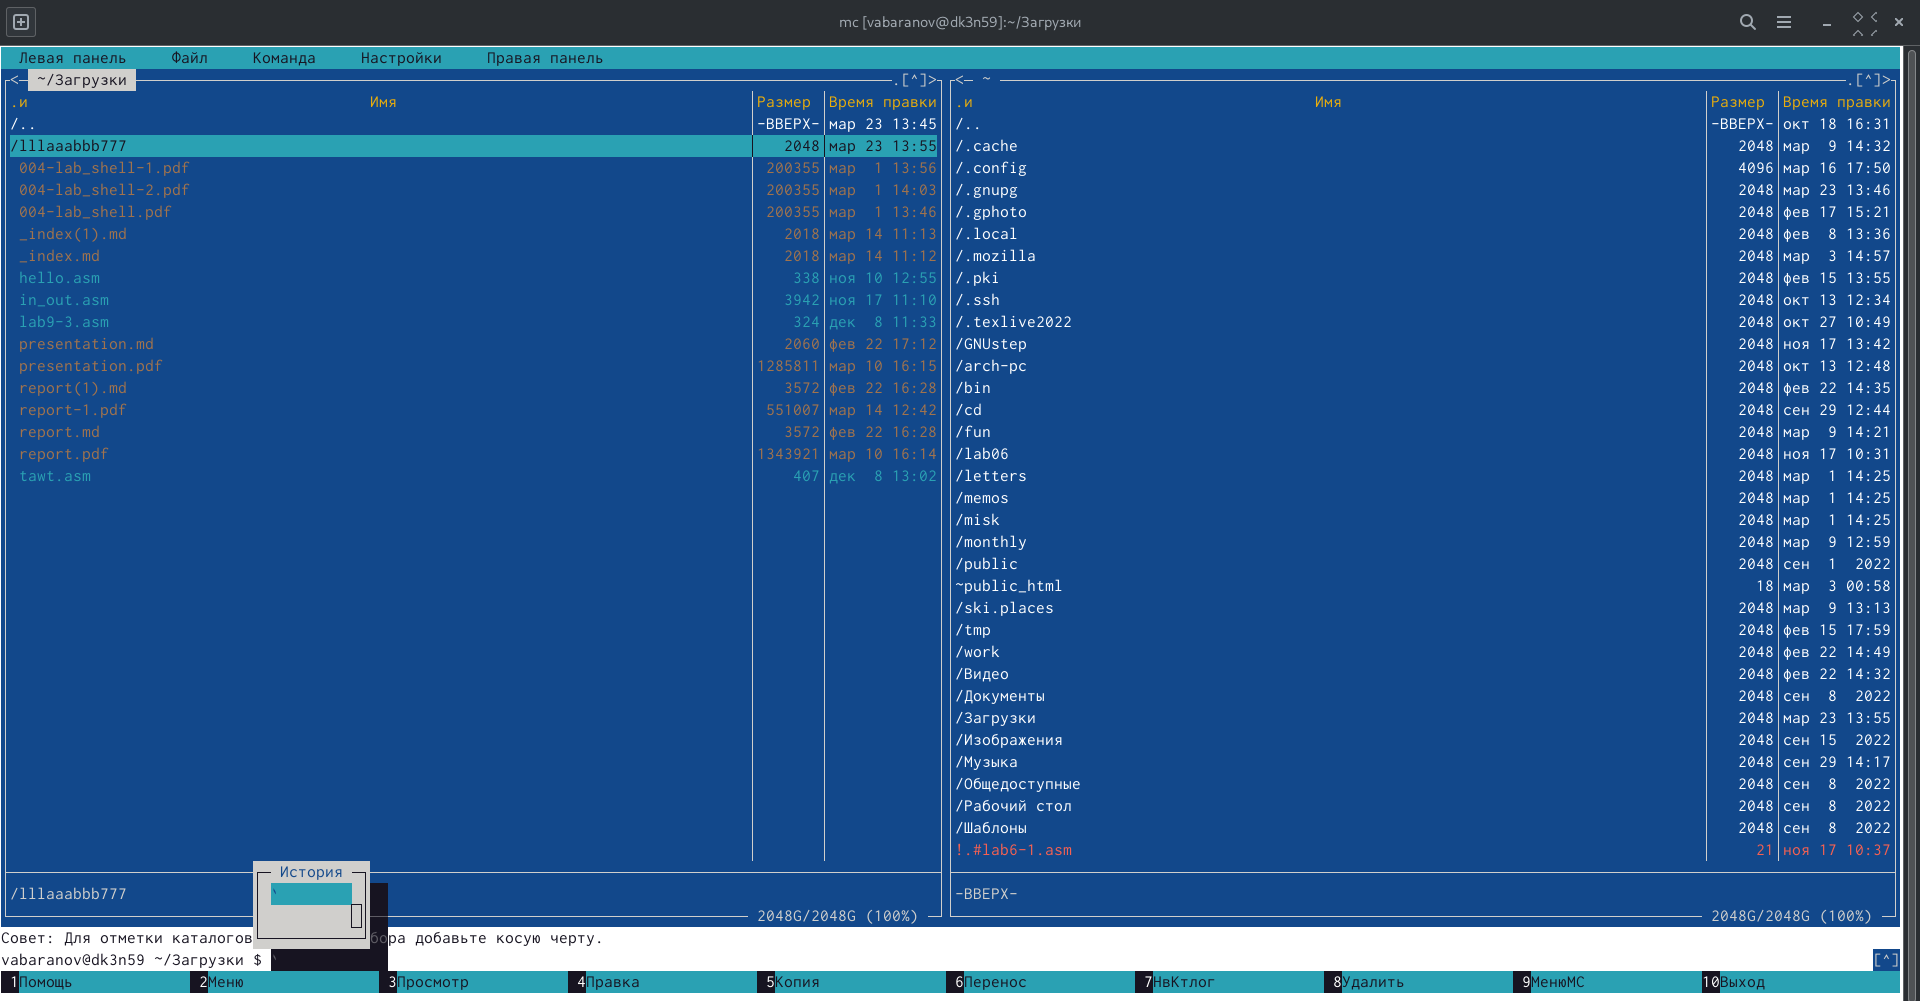 mc [vabaranov@dk3n59]:~/Загрузки
Левая панель Файл Команда Настройки Правая панель
<— ~/Загрузки .[^]>
.и Имя Размер Время правки
/.. -ВВЕРХ- мар 23 13:45
/lllaaabbb777 2048 мар 23 13:55
004-lab_shell-1.pdf 200355 мар 1 13:56
004-lab_shell-2.pdf 200355 мар 1 14:03
004-lab_shell.pdf 200355 мар 1 13:46
_index(1).md 2018 мар 14 11:13
_index.md 2018 мар 14 11:12
hello.asm 338 ноя 10 12:55
in_out.asm 3942 ноя 17 11:10
lab9-3.asm 324 дек 8 11:33
presentation.md 2060 фев 22 17:12
presentation.pdf 1285811 мар 10 16:15
report(1).md 3572 фев 22 16:28
report-1.pdf 551007 мар 14 12:42
report.md 3572 фев 22 16:28
report.pdf 1343921 мар 10 16:14
tawt.asm 407 дек 8 13:02
/lllaaabbb777
2048G/2048G (100%)
<— ~ .[^]>
.и Имя Размер Время правки
/.. -ВВЕРХ- окт 18 16:31
/.cache 2048 мар 9 14:32
/.config 4096 мар 16 17:50
/.gnupg 2048 мар 23 13:46
/.gphoto 2048 фев 17 15:21
/.local 2048 фев 8 13:36
/.mozilla 2048 мар 3 14:57
/.pki 2048 фев 15 13:55
/.ssh 2048 окт 13 12:34
/.texlive2022 2048 окт 27 10:49
/GNUstep 2048 ноя 17 13:42
/arch-pc 2048 окт 13 12:48
/bin 2048 фев 22 14:35
/cd 2048 сен 29 12:44
/fun 2048 мар 9 14:21
/lab06 2048 ноя 17 10:31
/letters 2048 мар 1 14:25
/memos 2048 мар 1 14:25
/misk 2048 мар 1 14:25
/monthly 2048 мар 9 12:59
/public 2048 сен 1 2022
~public_html 18 мар 3 00:58
/ski.places 2048 мар 9 13:13
/tmp 2048 фев 15 17:59
/work 2048 фев 22 14:49
/Видео 2048 фев 22 14:32
/Документы 2048 сен 8 2022
/Загрузки 2048 мар 23 13:55
/Изображения 2048 сен 15 2022
/Музыка 2048 сен 29 14:17
/Общедоступные 2048 сен 8 2022
/Рабочий стол 2048 сен 8 2022
/Шаблоны 2048 сен 8 2022
!.#lab6-1.asm 21 ноя 17 10:37
-ВВЕРХ-
2048G/2048G (100%)
История
\
Совет: Для отметки каталогов бора добавьте косую черту.
vabaranov@dk3n59 ~/Загрузки $ \ [^]
1Помощь 2Меню 3Просмотр 4Правка 5Копия 6Перенос 7НвКтлог 8Удалить 9МенюMC 10Выход